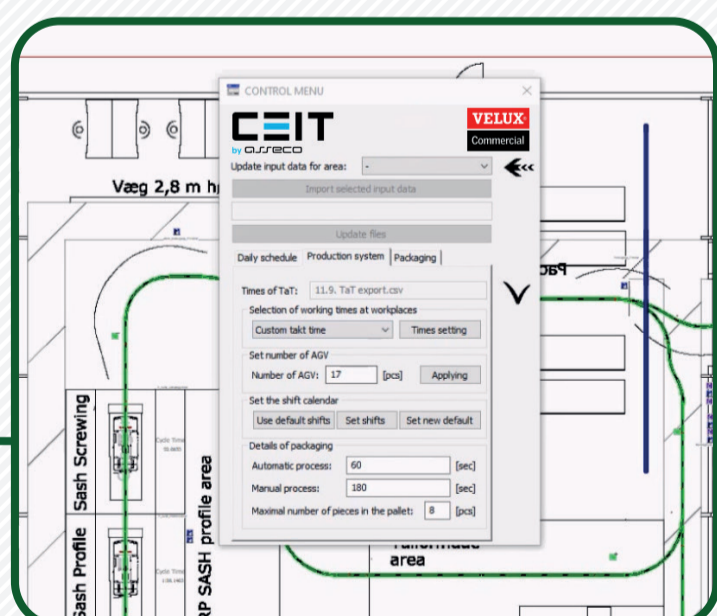 CONTROL MENU
CEIT
by asseco
VELUX
Commercial
Update input data for area: -
Import selected input data
Update files
Daily schedule Production system Packaging
Times of TaT: 11.9. TaT export.csv
Selection of working times at workplaces
Custom takt time Times setting
Set number of AGV
Number of AGV: 17 [pcs] Applying
Set the shift calendar
Use default shifts Set shifts Set new default
Details of packaging
Automatic process: 60 [sec]
Manual process: 180 [sec]
Maximal number of pieces in the pallet: 8 [pcs]
Væg 2,8 m
Sash Screwing
Sash Profile
RP SASH profile area
Cyclic Time
Cyclic Time
area